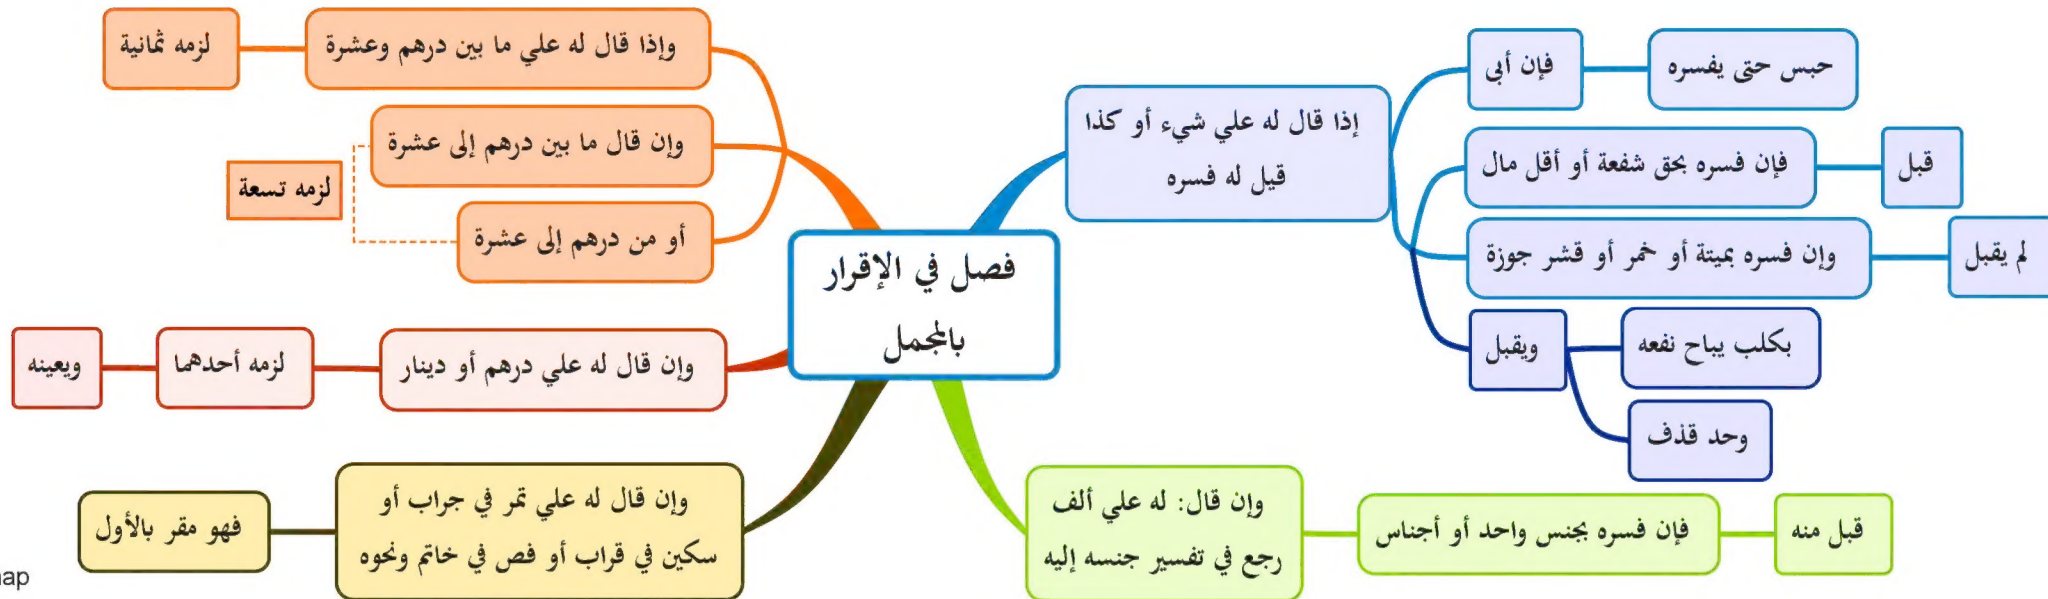 فصل في الإقرار
بالمجمل
إذا قال له علي شيء أو كذا
قيل له فسره
فإن أبى
حبس حتى يفسره
فإن فسره بحق شفعة أو أقل مال
قبل
وإن فسره بميتة أو خمر أو قشر جوزة
لم يقبل
ويقبل
بكلب يباح نفعه
وحد قذف
وإن قال: له علي ألف
رجع في تفسير جنسه إليه
فإن فسره بجنس واحد أو أجناس
قبل منه
وإذا قال له علي ما بين درهم وعشرة
لزمه ثمانية
وإن قال ما بين درهم إلى عشرة
أو من درهم إلى عشرة
لزمه تسعة
وإن قال له علي درهم أو دينار
لزمه أحدهما
ويعينه
وإن قال له علي تمر في جراب أو
سكين في قراب أو فص في خاتم ونحوه
فهو مقر بالأول